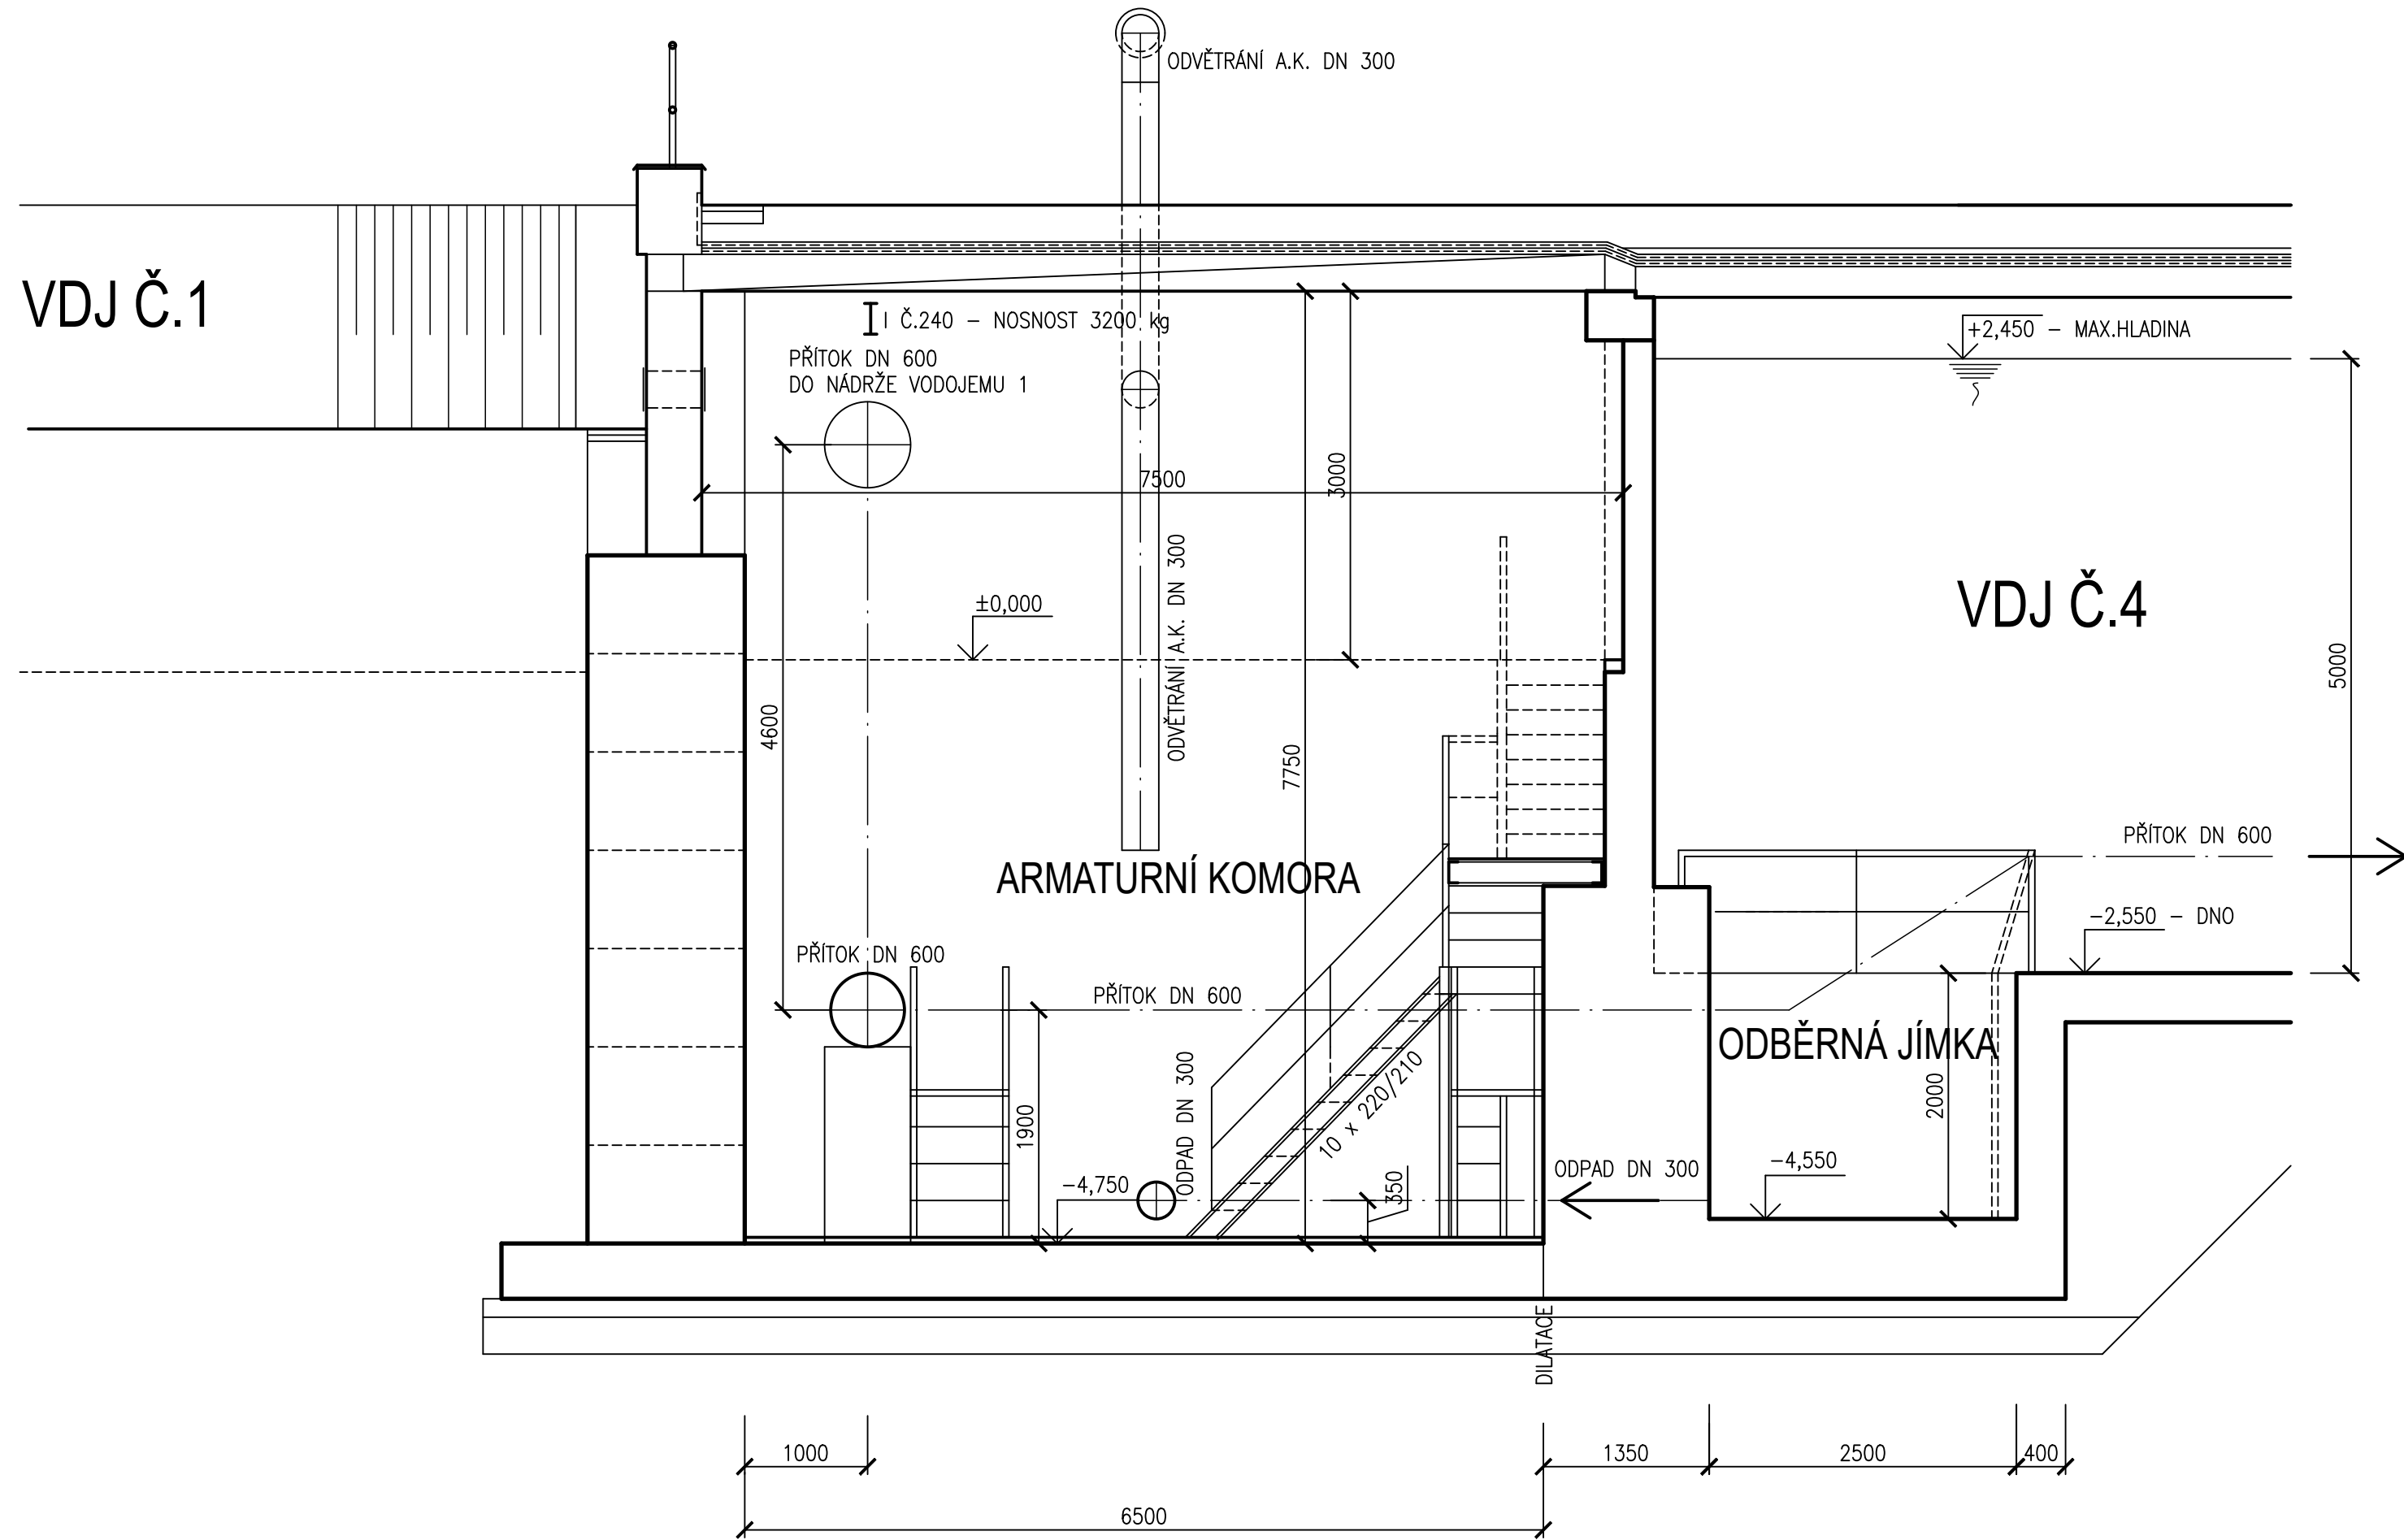 ODVĚTRÁNÍ A.K. DN 300
VDJ Č.1
I Č.240 – NOSNOST 3200 kg
PŘÍTOK DN 600
DO NÁDRŽE VODOJEMU 1
+2,450 – MAX.HLADINA
7500
3000
ODVĚTRÁNÍ A.K. DN 300
±0,000
VDJ Č.4
5000
4600
7750
PŘÍTOK DN 600
ARMATURNÍ KOMORA
–2,550 – DNO
PŘÍTOK DN 600
PŘÍTOK DN 600
ODBĚRNÁ JÍMKA
1900
ODPAD DN 300
10 x 220/210
2000
–4,750
350
ODPAD DN 300
–4,550
DILATACE
1000
1350
2500
400
6500